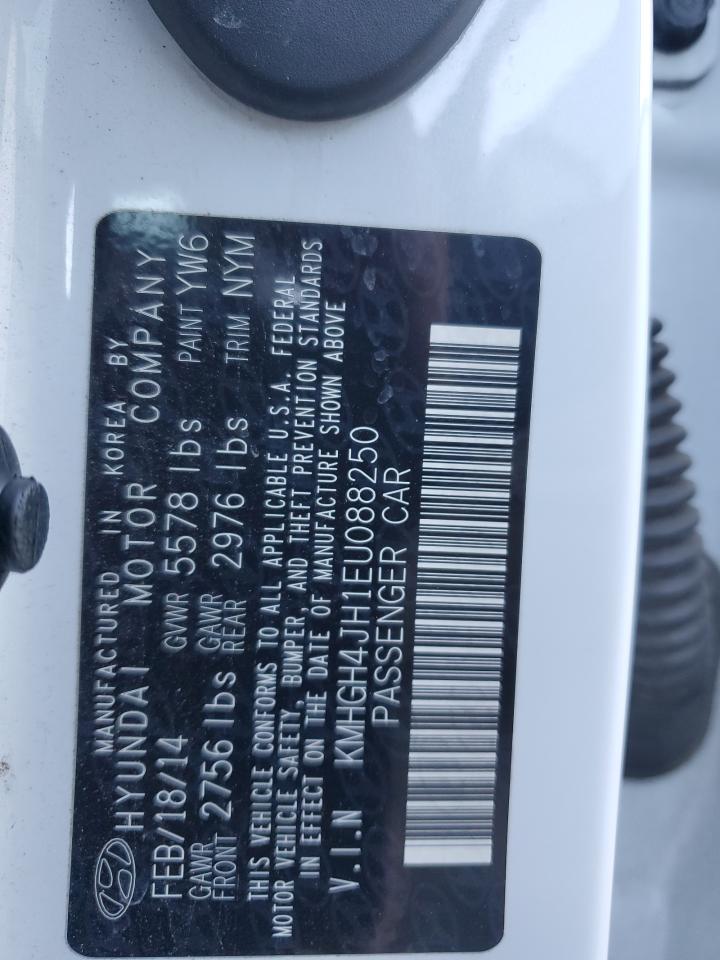 MANUFACTURED IN KOREA BY
HYUNDAI MOTOR COMPANY
FEB/18/14 GVWR 5578 lbs PAINT YW6
GAWR FRONT 2756 lbs GAWR REAR 2976 lbs TRIM NYM
THIS VEHICLE CONFORMS TO ALL APPLICABLE U.S.A. FEDERAL
MOTOR VEHICLE SAFETY, BUMPER, AND THEFT PREVENTION STANDARDS
IN EFFECT ON THE DATE OF MANUFACTURE SHOWN ABOVE
V.I.N KMHGH4JH1EU088250
PASSENGER CAR